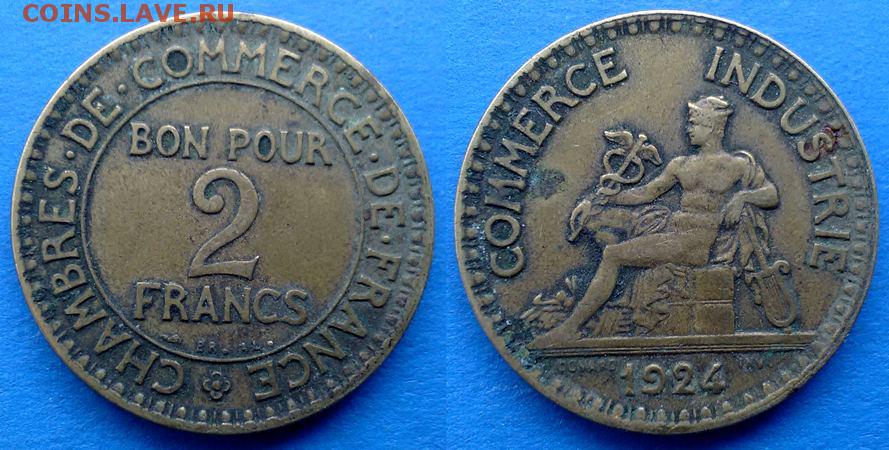 COINS.LAVE.RU
CHAMBRES·DE·COMMERCE·DE·FRANCE
BON POUR
2
FRANCS
COMMERCE INDUSTRIE
1924